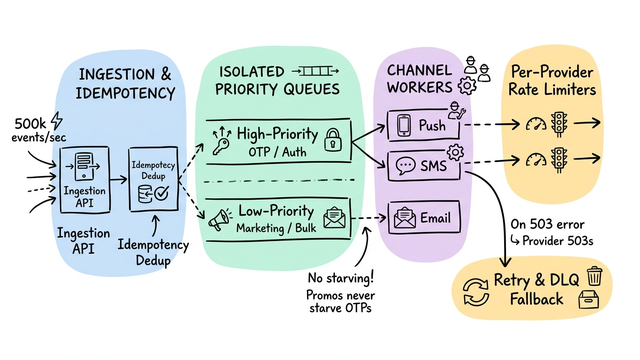 INGESTION &
IDEMPOTENCY
500k
events/sec
Ingestion
API
Idempotecy
Dedup
Ingestion
API
Idempotency
Dedup
ISOLATED
PRIORITY QUEUES
High-Priority
OTP / Auth
Low-Priority
Marketing / Bulk
No starving!
Promos never
starve OTPs
CHANNEL
WORKERS
Push
SMS
Email
Per-Provider
Rate Limiters
On 503 error
↳ Provider 503s
Retry & DLQ
Fallback